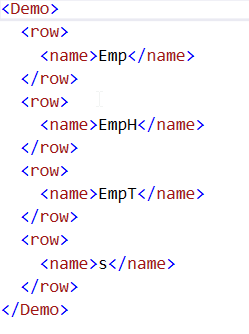 <Demo>
  <row>
    <name>Emp</name>
  </row>
  <row>
    <name>EmpH</name>
  </row>
  <row>
    <name>EmpT</name>
  </row>
  <row>
    <name>s</name>
  </row>
</Demo>